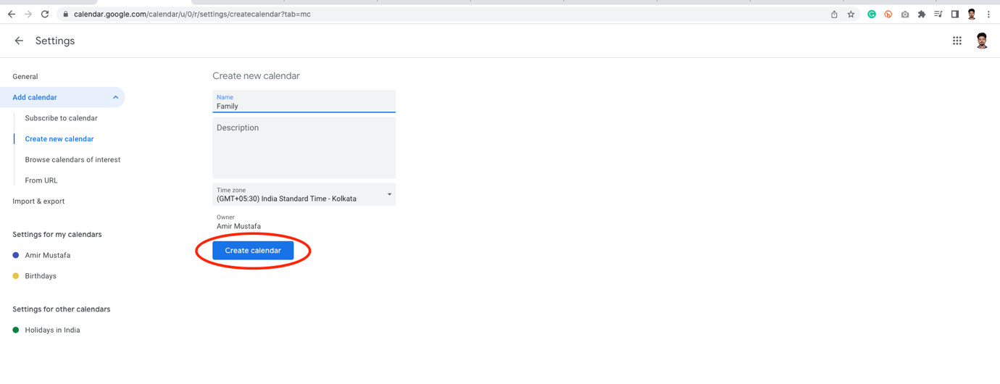 calendar.google.com/calendar/u/0/r/settings/createcalendar?tab=mc
Settings
General
Add calendar
Subscribe to calendar
Create new calendar
Browse calendars of interest
From URL
Import & export
Settings for my calendars
Amir Mustafa
Birthdays
Settings for other calendars
Holidays in India
Create new calendar
Name
Family
Description
Time zone
(GMT+05:30) India Standard Time - Kolkata
Owner
Amir Mustafa
Create calendar